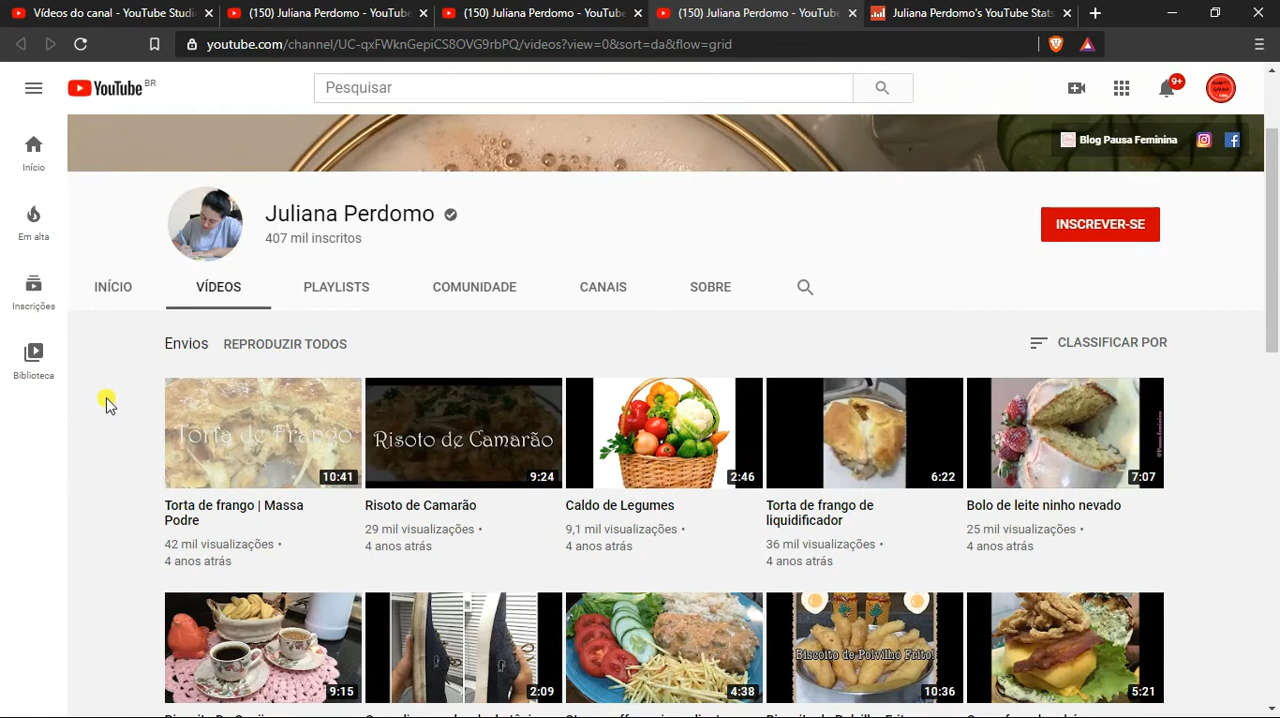 Vídeos do canal - YouTube Studi
(150) Juliana Perdomo - YouTube
(150) Juliana Perdomo - YouTube
(150) Juliana Perdomo - YouTube
Juliana Perdomo's YouTube Stats
youtube.com/channel/UC-qxFWknGepiCS8OVG9rbPQ/videos?view=0&sort=da&flow=grid
YouTube BR
Pesquisar
9+
Início
Em alta
Inscrições
Biblioteca
Blog Pausa Feminina
Juliana Perdomo
407 mil inscritos
INSCREVER-SE
INÍCIO VÍDEOS PLAYLISTS COMUNIDADE CANAIS SOBRE
Envios REPRODUZIR TODOS
CLASSIFICAR POR
Torta de Frango
10:41
Risoto de Camarão
9:24
2:46
6:22
@Pausa.feminina
7:07
Torta de frango | Massa
Podre
42 mil visualizações •
4 anos atrás
Risoto de Camarão
29 mil visualizações •
4 anos atrás
Caldo de Legumes
9,1 mil visualizações •
4 anos atrás
Torta de frango de
liquidificador
36 mil visualizações •
4 anos atrás
Bolo de leite ninho nevado
25 mil visualizações •
4 anos atrás
9:15
2:09
4:38
Biscoito de Polvilho Frito!
10:36
5:21